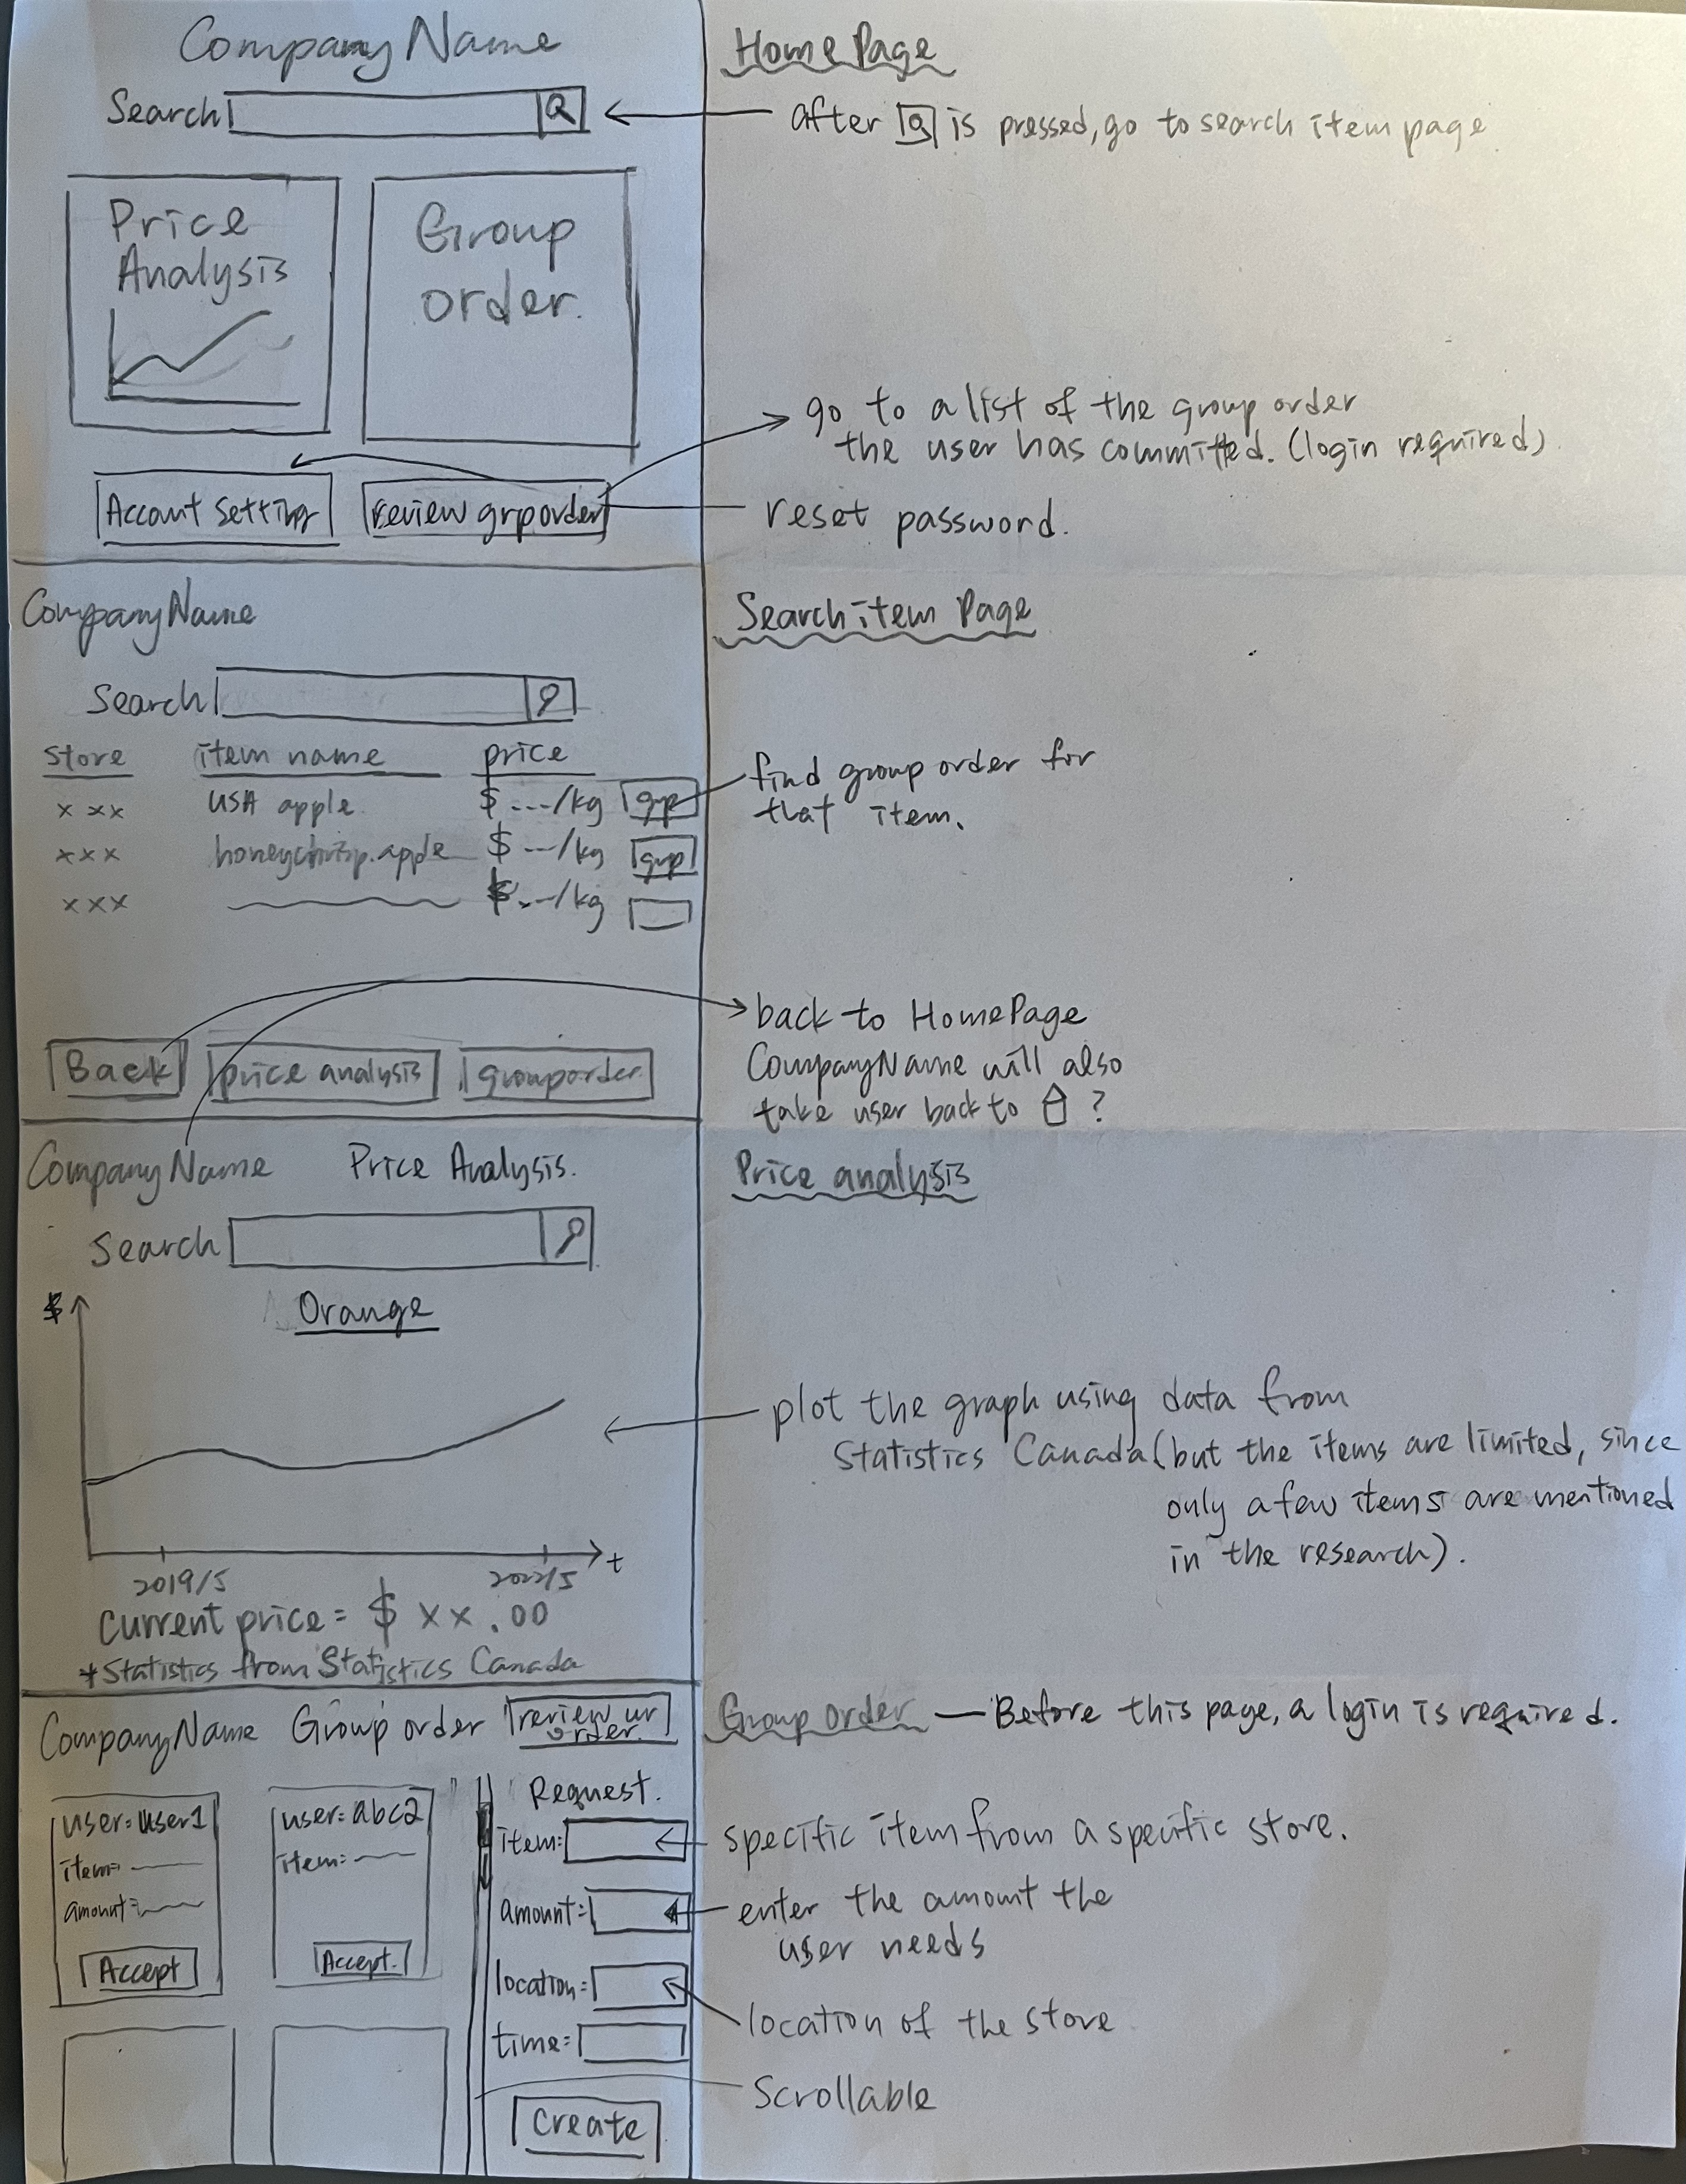 CompanyName
Search
Price
Analysis
Group
order.
Account Setting
review grp order
HomePage
after Q is pressed, go to search item page.
go to a list of the group order
the user has committed. (login required)
reset password.
CompanyName
Search
store item name price
xxx USA apple $---/kg grp
xxx honeychrisp.apple $---/kg grp
xxx $---/kg
Back price analysis grouporder
Search item Page
find group order for
that item.
back to HomePage
CompanyName will also
take user back to ?
CompanyName Price Analysis.
Search
$
Orange
t
2019/5 2022/5
Current price = $ xx.00
*Statistics from Statistics Canada
Price analysis
plot the graph using data from
Statistics Canada (but the items are limited, since
only a few items are mentioned
in the research).
CompanyName Group order review ur
order.
user=user1
item=
amount=
Accept
user=abc2
item=
Accept.
Request.
item=
amount=
location=
time=
Create
Group Order — Before this page, a login is required.
specific item from a specific store.
enter the amount the
user needs
location of the store
Scrollable